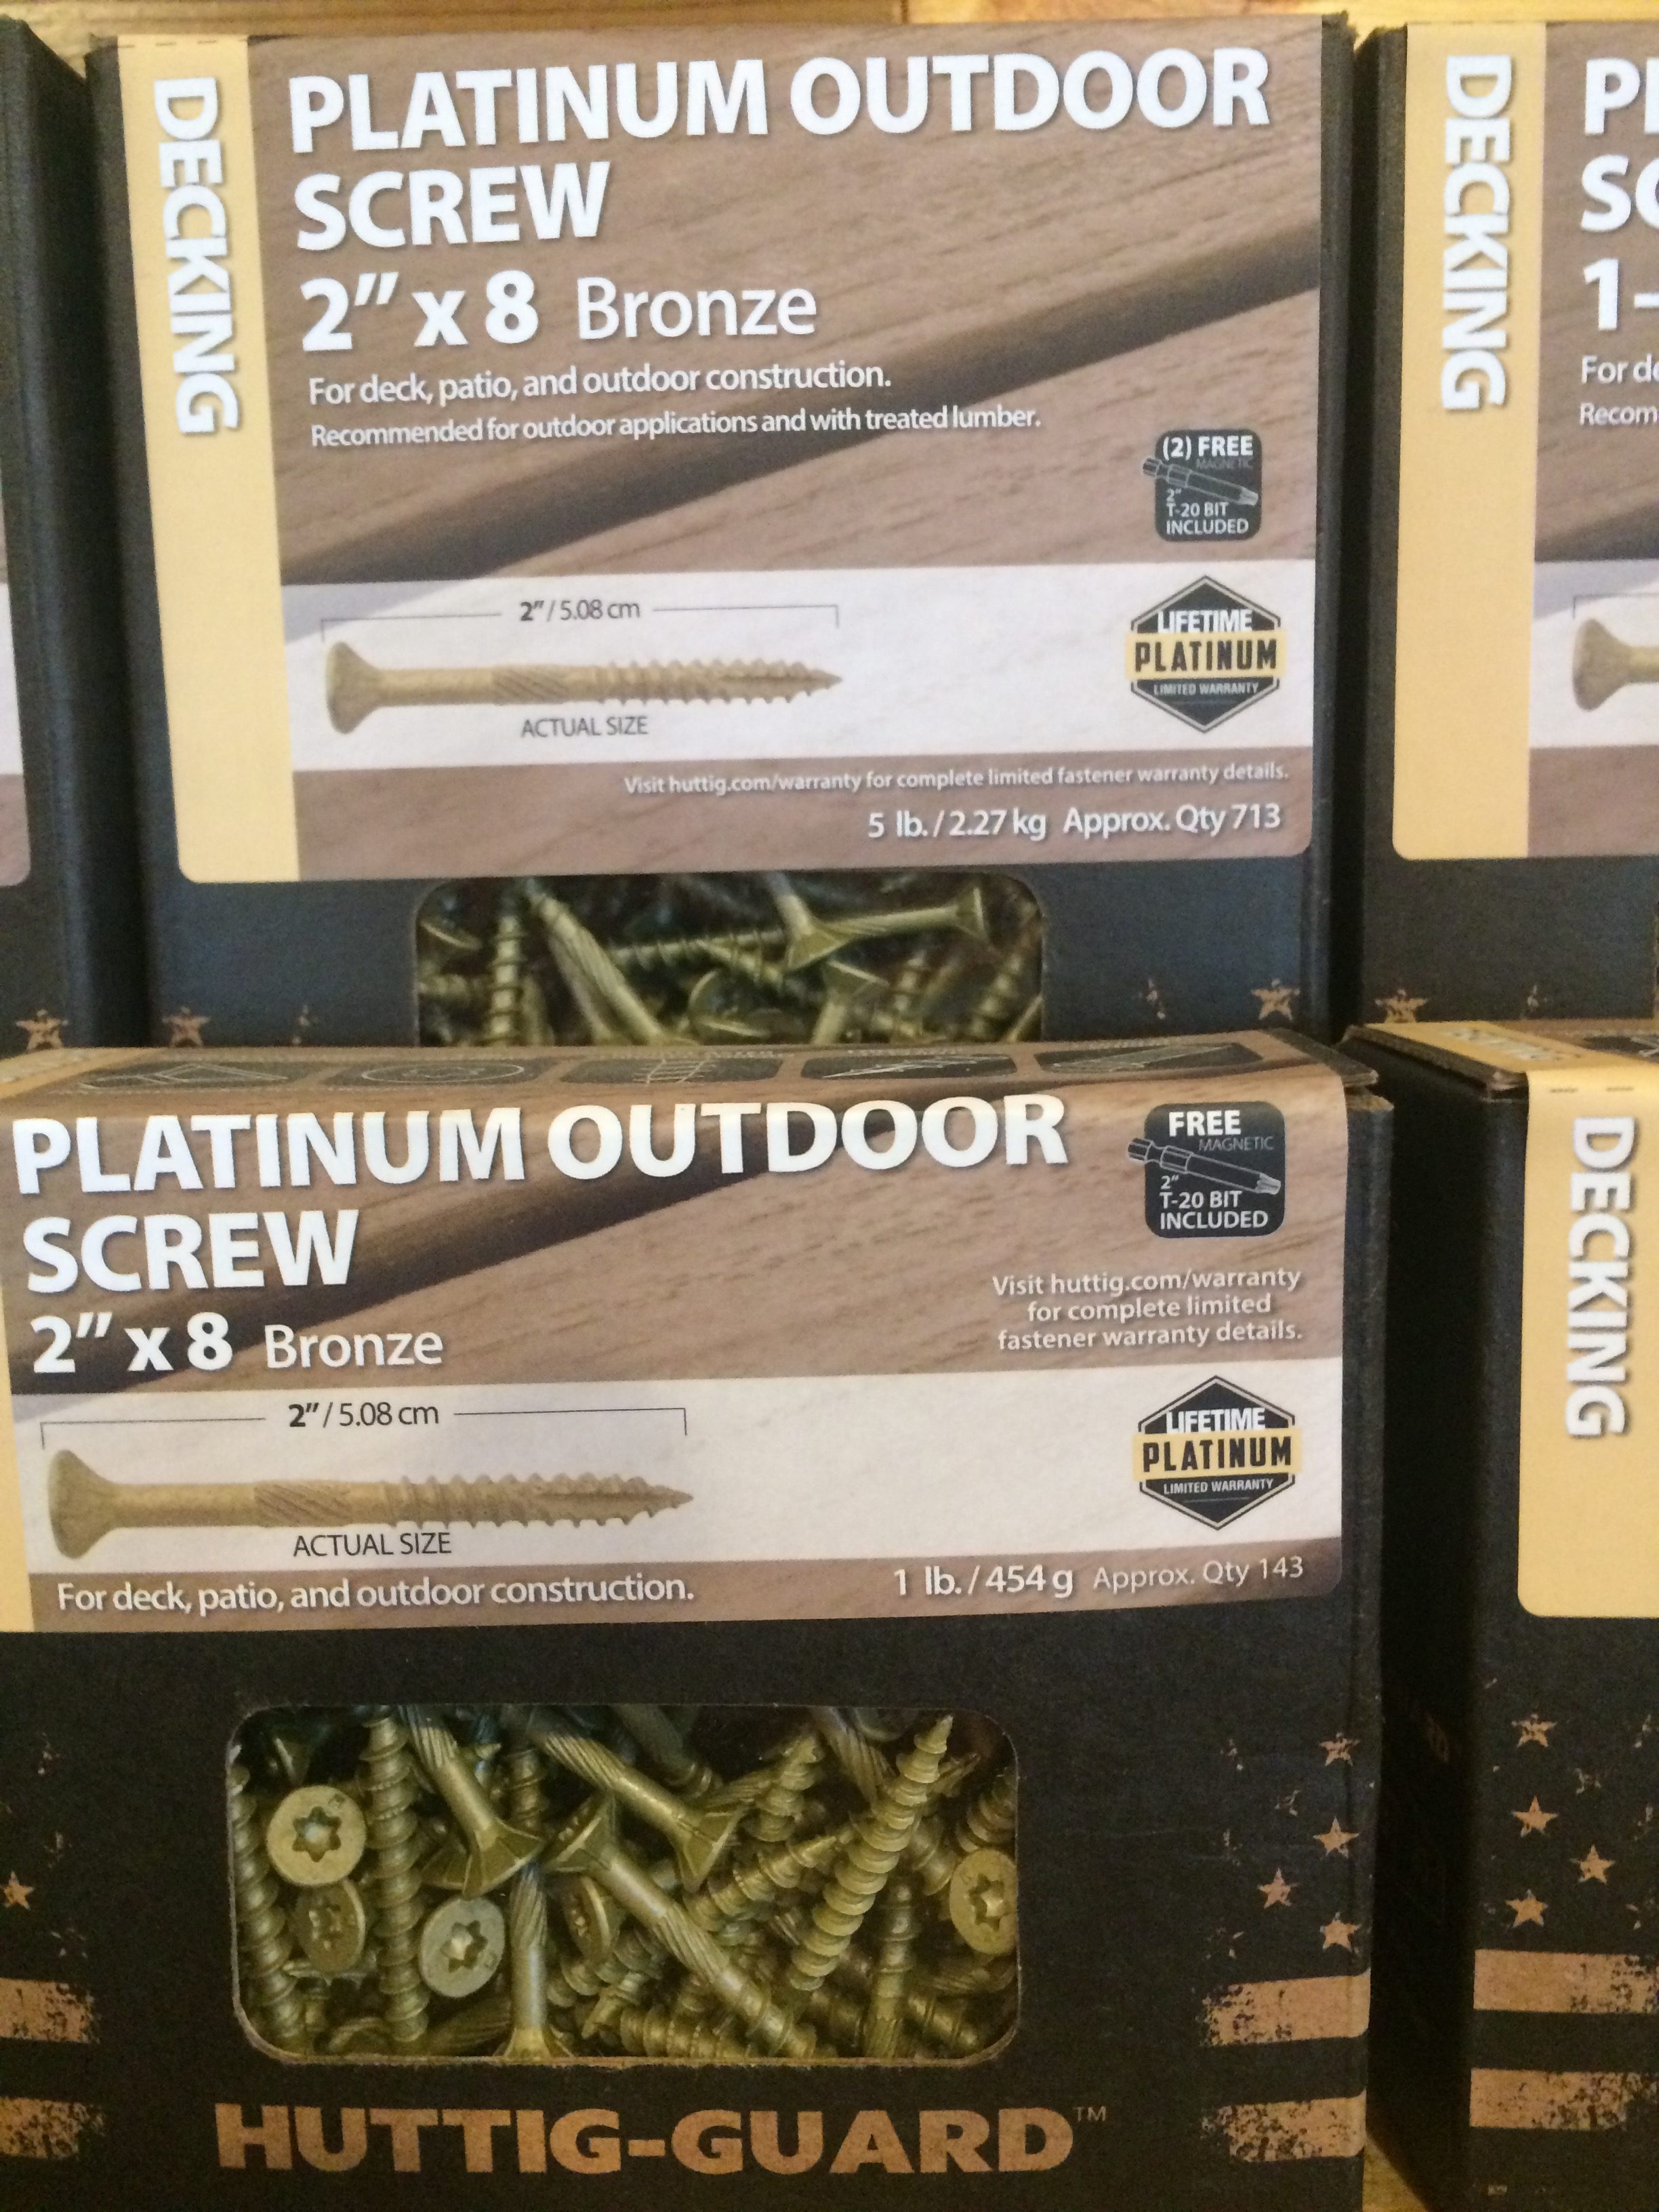 DECKING
PLATINUM OUTDOOR
SCREW
2" x 8 Bronze
For deck, patio, and outdoor construction.
Recommended for outdoor applications and with treated lumber.
(2) FREE
MAGNETIC
2"
T-20 BIT
INCLUDED
2" / 5.08 cm
ACTUAL SIZE
LIFETIME
PLATINUM
LIMITED WARRANTY
Visit huttig.com/warranty for complete limited fastener warranty details.
5 lb. / 2.27 kg Approx. Qty 713
DECKING
1-
For de
Recom
PLATINUM OUTDOOR
SCREW
2" x 8 Bronze
FREE
MAGNETIC
2"
T-20 BIT
INCLUDED
Visit huttig.com/warranty
for complete limited
fastener warranty details.
2" / 5.08 cm
ACTUAL SIZE
LIFETIME
PLATINUM
LIMITED WARRANTY
For deck, patio, and outdoor construction.
1 lb. / 454 g Approx. Qty 143
HUTTIG-GUARD™
DECKING